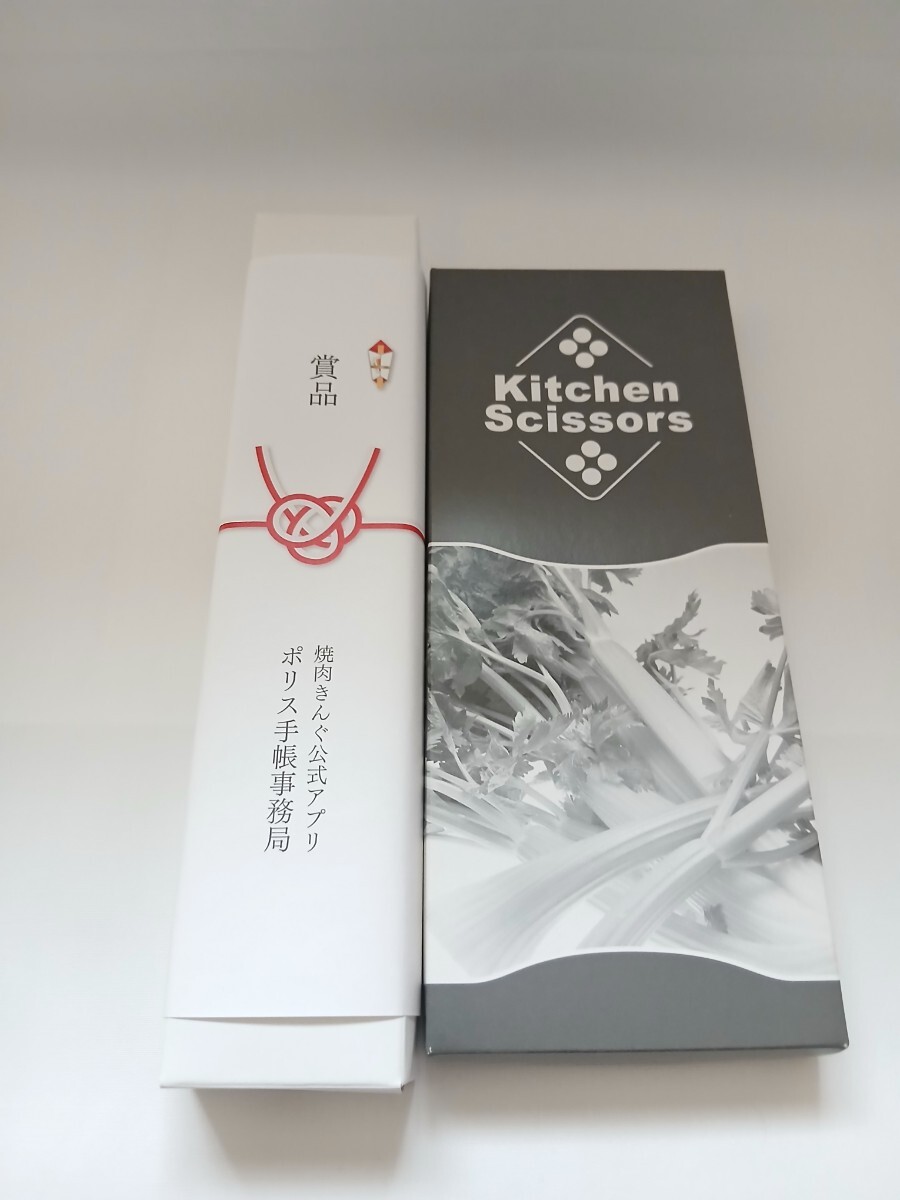 賞品
焼肉きんぐ公式アプリ
ポリス手帳事務局
Kitchen
Scissors